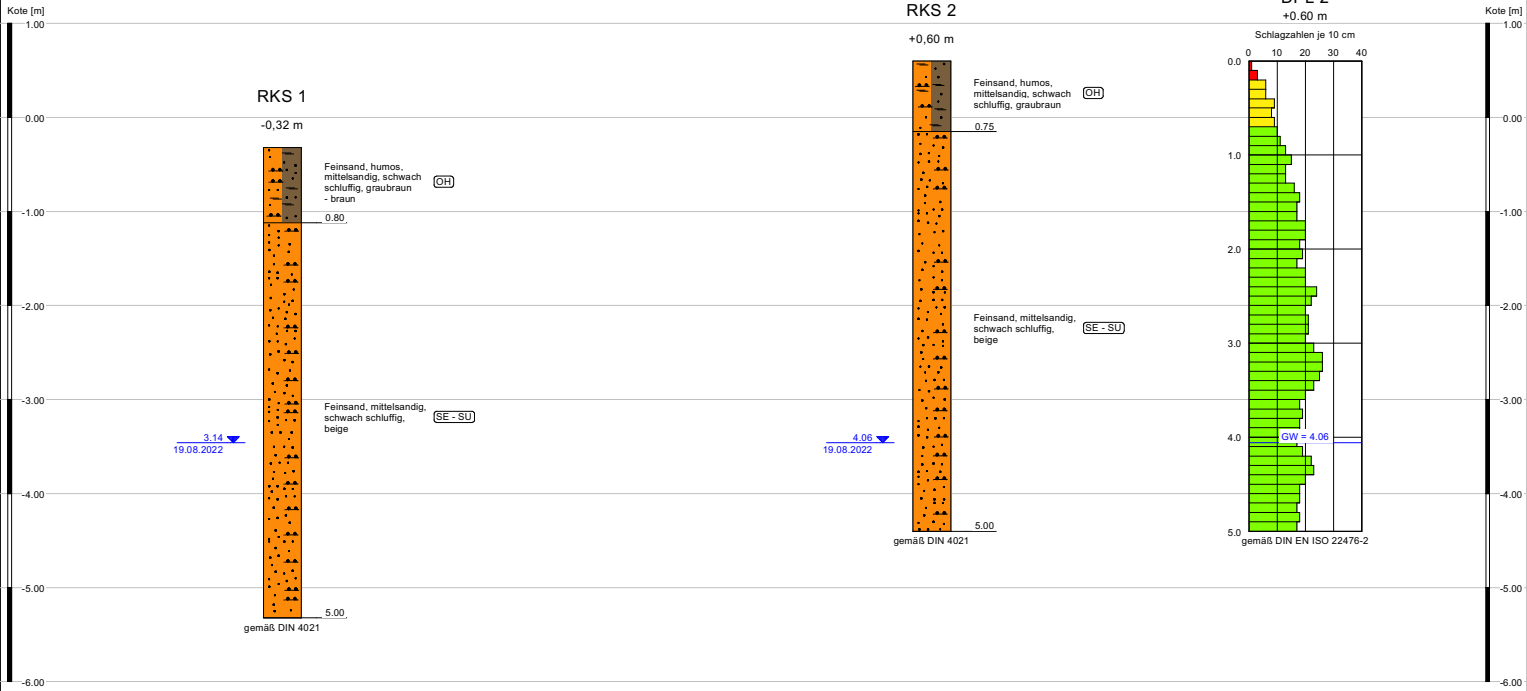 Kote [m]
1.00
0.00
-1.00
-2.00
-3.00
-4.00
-5.00
-6.00
RKS 1
-0,32 m
Feinsand, humos,
mittelsandig, schwach
schluffig, graubraun
- braun
OH
0.80
Feinsand, mittelsandig,
schwach schluffig,
beige
SE - SU
3.14
19.08.2022
5.00
gemäß DIN 4021
RKS 2
+0,60 m
Feinsand, humos,
mittelsandig, schwach
schluffig, graubraun
OH
0.75
Feinsand, mittelsandig,
schwach schluffig,
beige
SE - SU
4.06
19.08.2022
5.00
gemäß DIN 4021
DPL 2
+0.60 m
Schlagzahlen je 10 cm
0 10 20 30 40
0.0
1.0
2.0
3.0
4.0
GW = 4.06
5.0
gemäß DIN EN ISO 22476-2
Kote [m]
1.00
0.00
-1.00
-2.00
-3.00
-4.00
-5.00
-6.00